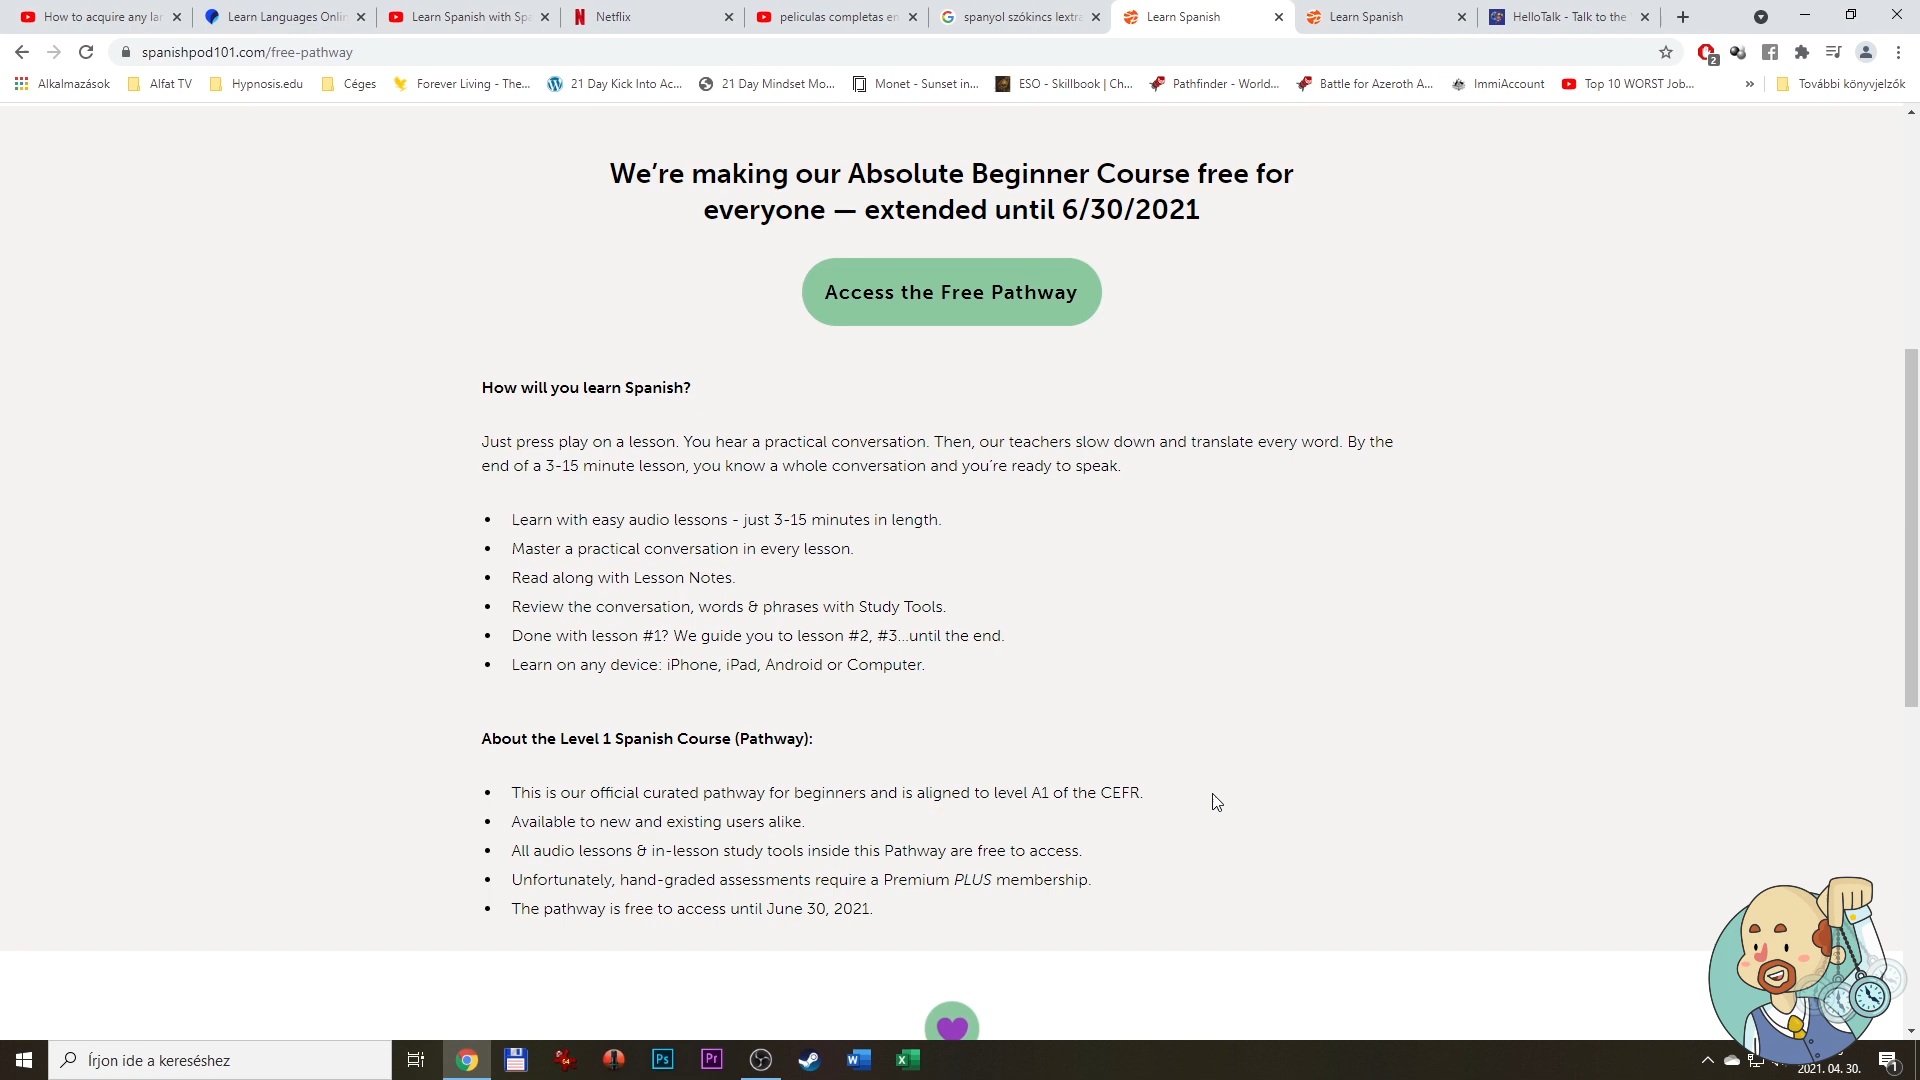 How to acquire any lar
Learn Languages Onlin
Learn Spanish with Spa
Netflix
peliculas completas en
spanyol szókincs lextra
Learn Spanish
Learn Spanish
HelloTalk - Talk to the
spanishpod101.com/free-pathway
2
Alkalmazások
Alfat TV
Hypnosis.edu
Céges
Forever Living - The...
21 Day Kick Into Ac...
21 Day Mindset Mo...
Monet - Sunset in...
ESO - Skillbook | Ch...
Pathfinder - World...
Battle for Azeroth A...
ImmiAccount
Top 10 WORST Job...
»
További könyvjelzők
We’re making our Absolute Beginner Course free for
everyone — extended until 6/30/2021
Access the Free Pathway
How will you learn Spanish?
Just press play on a lesson. You hear a practical conversation. Then, our teachers slow down and translate every word. By the
end of a 3-15 minute lesson, you know a whole conversation and you’re ready to speak.
• Learn with easy audio lessons - just 3-15 minutes in length.
• Master a practical conversation in every lesson.
• Read along with Lesson Notes.
• Review the conversation, words & phrases with Study Tools.
• Done with lesson #1? We guide you to lesson #2, #3...until the end.
• Learn on any device: iPhone, iPad, Android or Computer.
About the Level 1 Spanish Course (Pathway):
• This is our official curated pathway for beginners and is aligned to level A1 of the CEFR.
• Available to new and existing users alike.
• All audio lessons & in-lesson study tools inside this Pathway are free to access.
• Unfortunately, hand-graded assessments require a Premium PLUS membership.
• The pathway is free to access until June 30, 2021.
Írjon ide a kereséshez
64
Ps
Pr
W
X
2021. 04. 30.
1